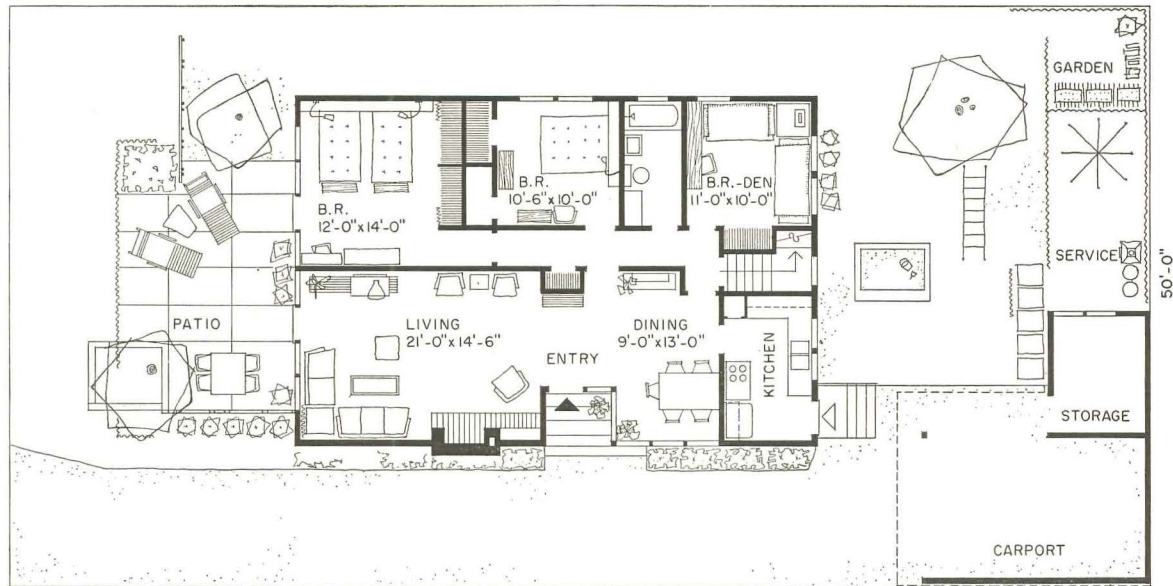 GARDEN
B.R.
10'-6"x10'-0"
B.R.-DEN
11'-0"x10'-0"
B.R.
12'-0"x14'-0"
SERVICE
50'-0"
PATIO
LIVING
21'-0"x14'-6"
DINING
9'-0"x13'-0"
ENTRY
KITCHEN
STORAGE
CARPORT